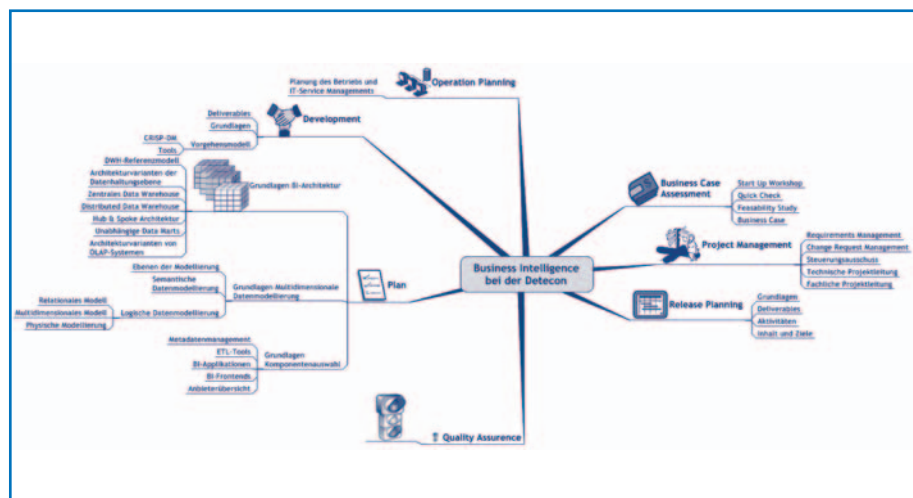 Planung des Betriebs und
IT-Service Managements
Operation Planning
Deliverables
Grundlagen
Vorgehensmodell
CRISP-DM
Tools
Development
DWH-Referenzmodell
Architekturvarianten der
Datenhaltungsebene
Zentrales Data Warehouse
Distributed Data Warehouse
Hub & Spoke Architektur
Unabhängige Data Marts
Architekturvarianten von
OLAP-Systemen
Grundlagen BI-Architektur
Ebenen der Modellierung
Semantische
Datenmodellierung
Relationales Modell
Multidimensionales Modell
Physische Modellierung
Logische Datenmodellierung
Grundlagen Multidimensionale
Datenmodellierung
Plan
Metadatenmanagement
ETL-Tools
BI-Applikationen
BI-Frontends
Anbieterübersicht
Grundlagen
Komponentenauswahl
Quality Assurence
Business Intelligence
bei der Detecon
Business Case
Assessment
Start Up Workshop
Quick Check
Feasability Study
Business Case
Project Management
Requirements Management
Change Request Management
Steuerungsausschuss
Technische Projektleitung
Fachliche Projektleitung
Release Planning
Grundlagen
Deliverables
Aktivitäten
Inhalt und Ziele